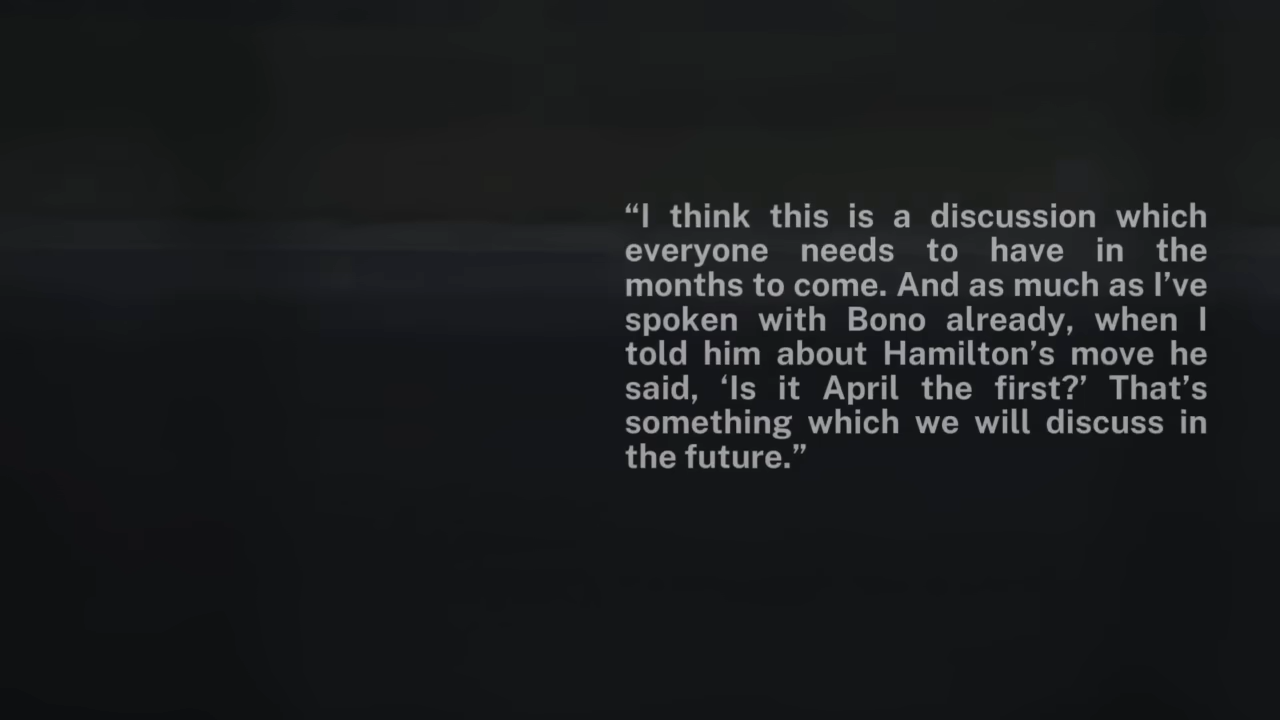 “I think this is a discussion which
everyone needs to have in the
months to come. And as much as I’ve
spoken with Bono already, when I
told him about Hamilton’s move he
said, ‘Is it April the first?’ That’s
something which we will discuss in
the future.”